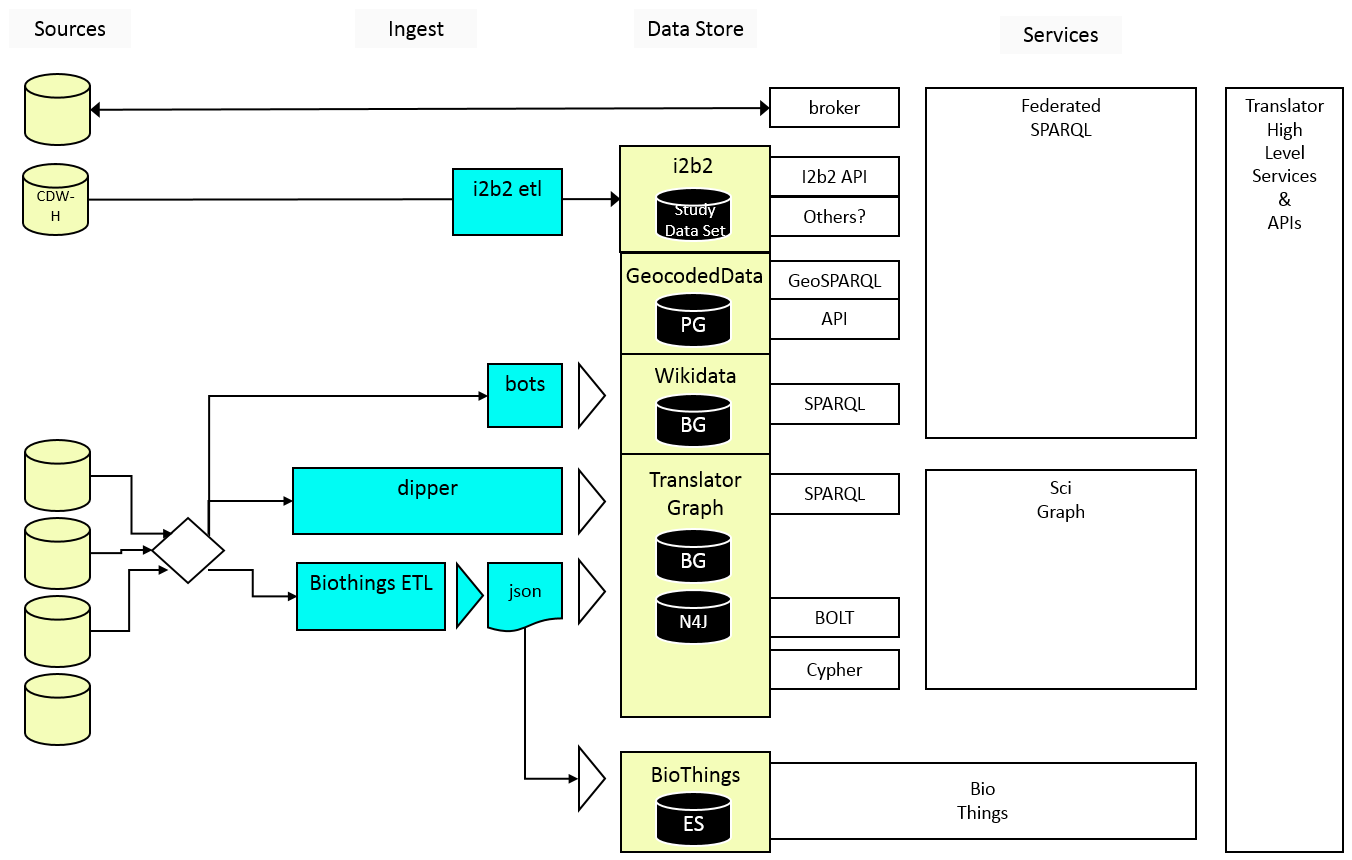 Sources
Ingest
Data Store
Services
broker
Federated
SPARQL
Translator
High
Level
Services
&
APIs
CDW-
H
i2b2 etl
i2b2
Study
Data Set
I2b2 API
Others?
GeocodedData
PG
GeoSPARQL
API
bots
Wikidata
BG
SPARQL
dipper
Translator
Graph
BG
N4J
SPARQL
Sci
Graph
Biothings ETL
json
BOLT
Cypher
BioThings
ES
Bio
Things